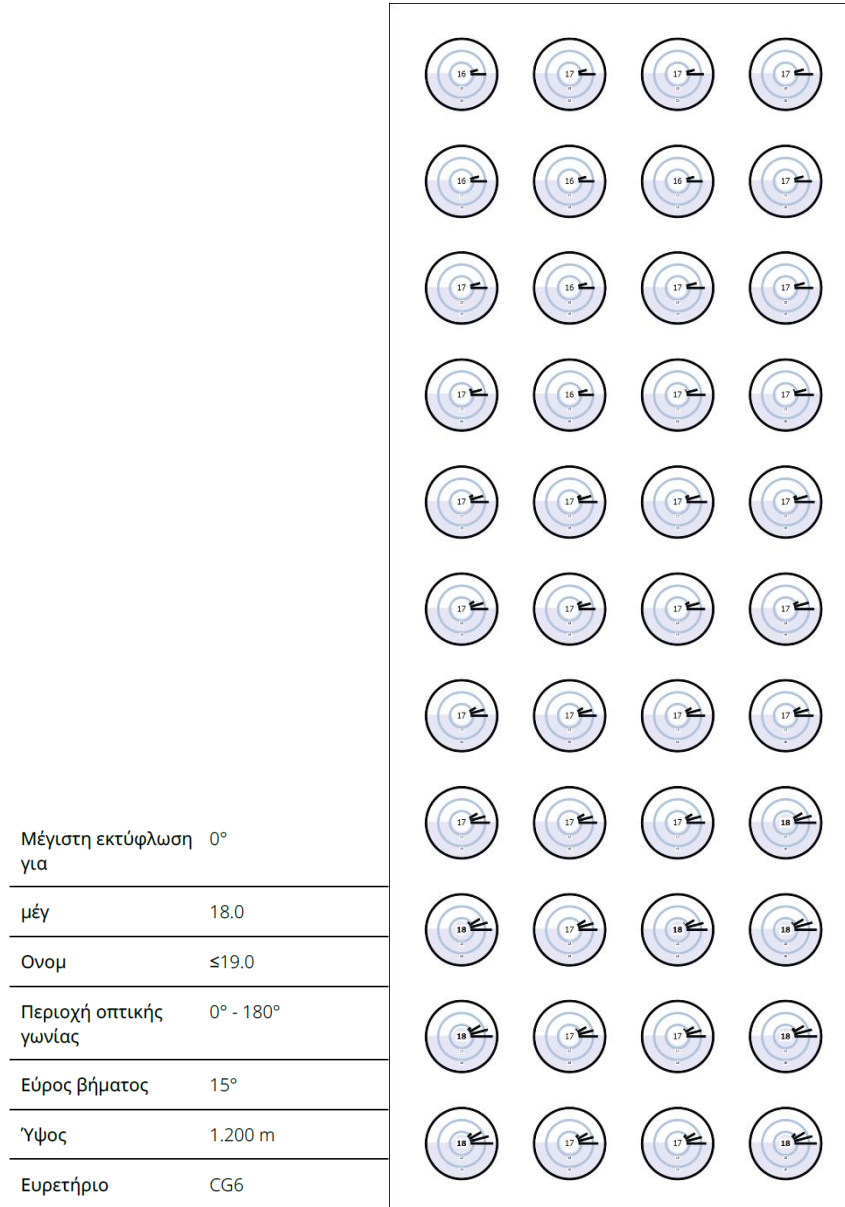 16 17 17 17
16 16 16 17
17 16 17 17
17 16 17 17
17 17 17 17
17 17 17 17
17 17 17 17
17 17 17 18
18 17 18 18
18 17 17 18
18 17 17 18
Μέγιστη εκτύφλωση 0°
για
μέγ 18.0
Ονομ ≤19.0
Περιοχή οπτικής 0° - 180°
γωνίας
Εύρος βήματος 15°
Ύψος 1.200 m
Ευρετήριο CG6